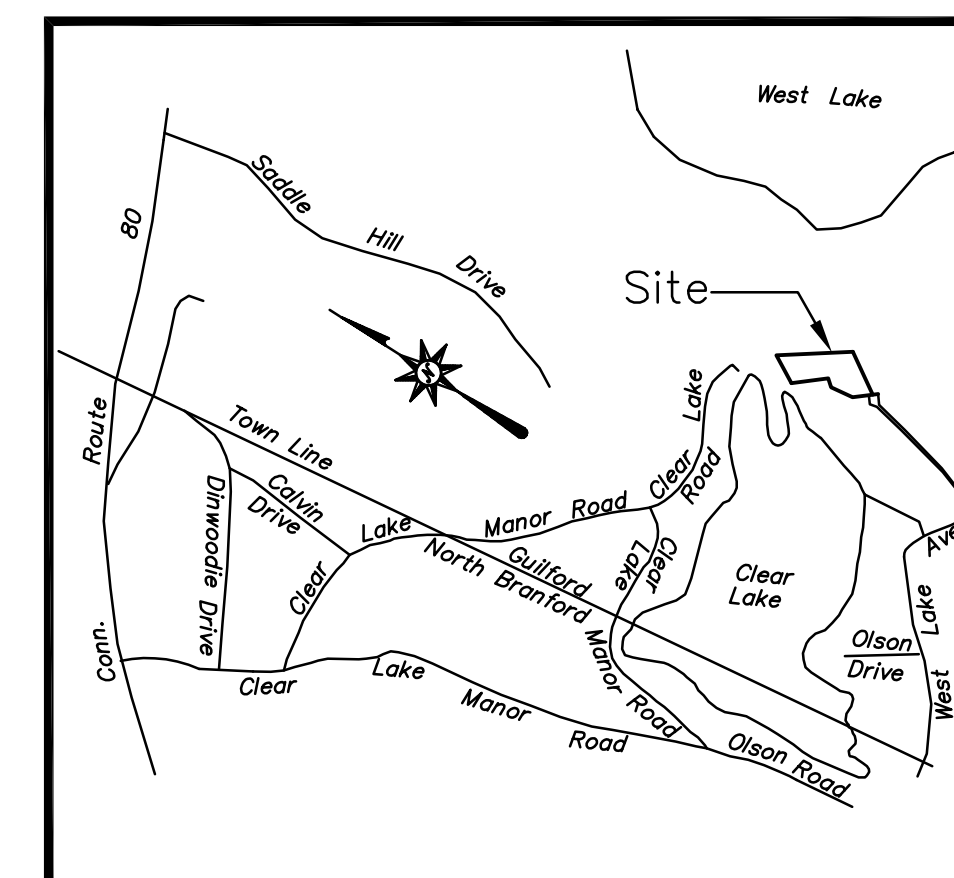 West Lake
Saddle Hill Drive
80
Site
N
Route
Town Line
Lake
Clear
Road
Calvin
Drive
Dinwoodie Drive
Clear
Lake
Manor Road
Guilford
North Branford
Clear
Lake
Manor Road
Clear
Lake
Ave
Lake
West
Olson
Drive
Conn.
Clear Lake Manor Road
Olson Road